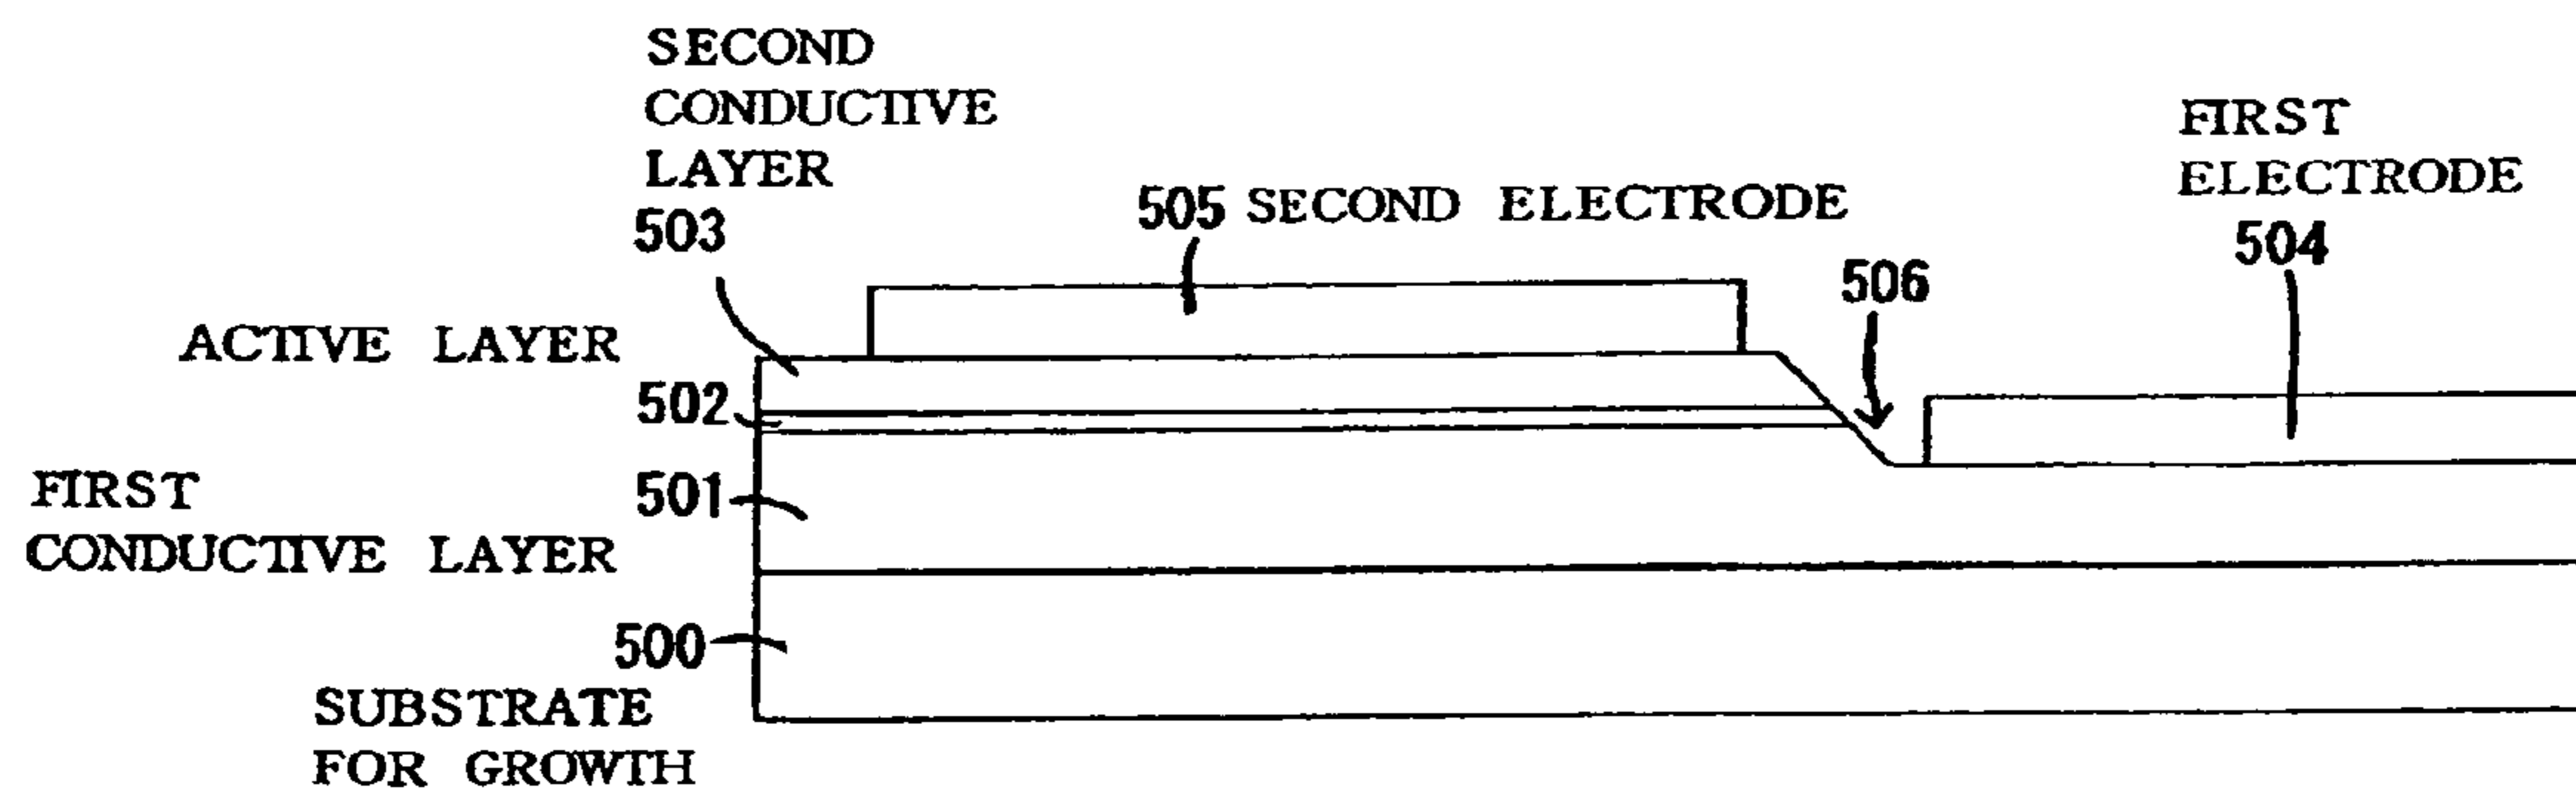 SECOND
CONDUCTIVE
LAYER
503
505 SECOND ELECTRODE
FIRST
ELECTRODE
504
506
ACTIVE LAYER
502
FIRST
CONDUCTIVE LAYER
501
500
SUBSTRATE
FOR GROWTH